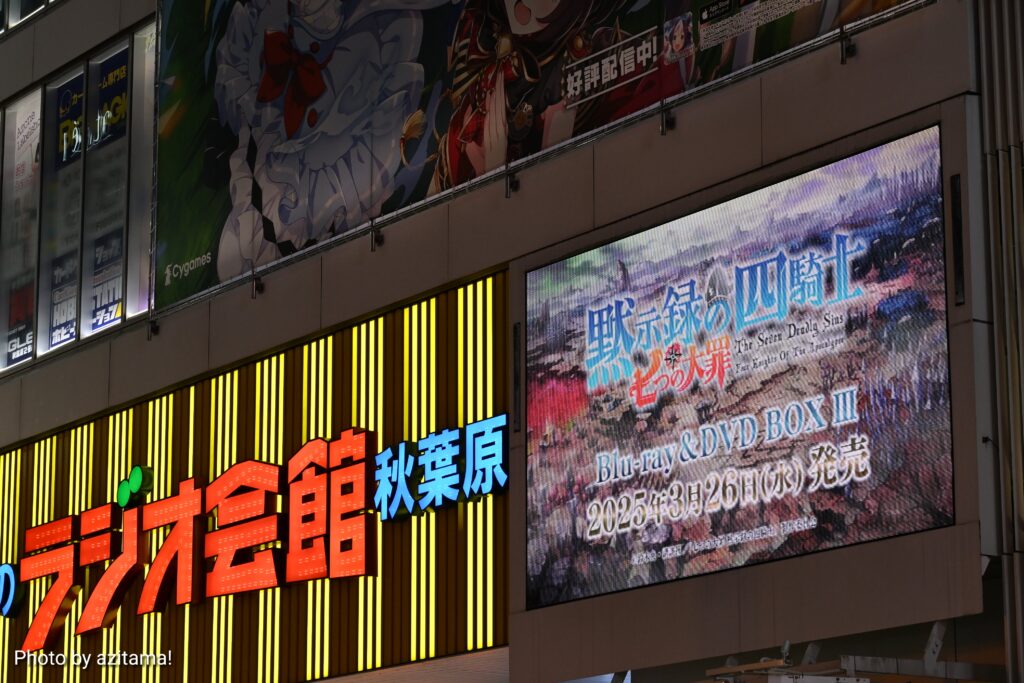 好評配信中!
Cygames
黙示録の四騎士
七つの大罪
The Seven Deadly Sins
Four Knights Of The Apocalypse
Blu-ray&DVD BOX III
2025年3月26日(水)発売
の
ラジオ会館
秋葉原
Photo by azitama!